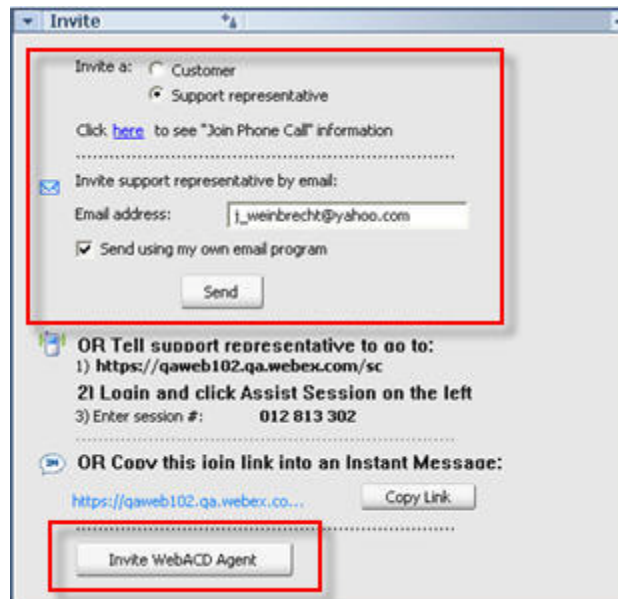 Invite
Invite a: Customer
Support representative
Click here to see "Join Phone Call" information
Invite support representative by email:
Email address: j_weinbrecht@yahoo.com
Send using my own email program
Send
OR Tell support representative to go to:
1) https://qaweb102.qa.webex.com/sc
2) Login and click Assist Session on the left
3) Enter session #: 012 813 302
OR Copy this join link into an Instant Message:
https://qaweb102.qa.webex.co... Copy Link
Invite WebACD Agent